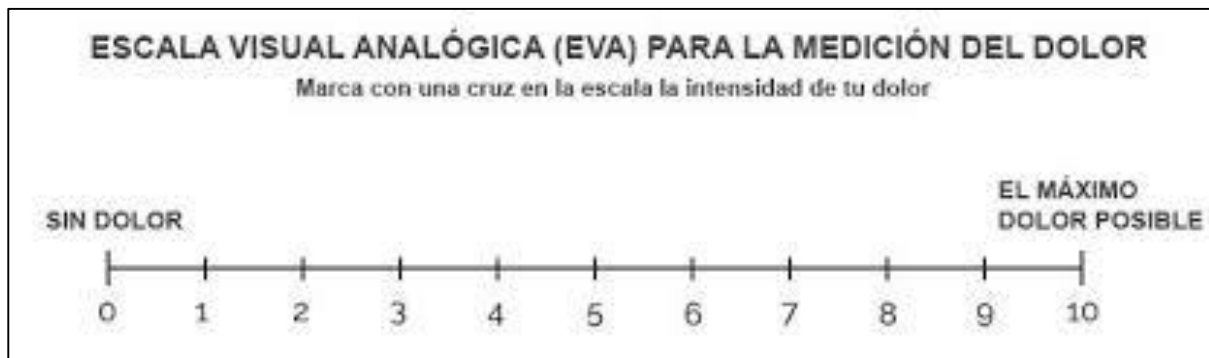 ESCALA VISUAL ANALÓGICA (EVA) PARA LA MEDICIÓN DEL DOLOR
Marca con una cruz en la escala la intensidad de tu dolor
EL MÁXIMO
SIN DOLOR DOLOR POSIBLE
0 1 2 3 4 5 6 7 8 9 10